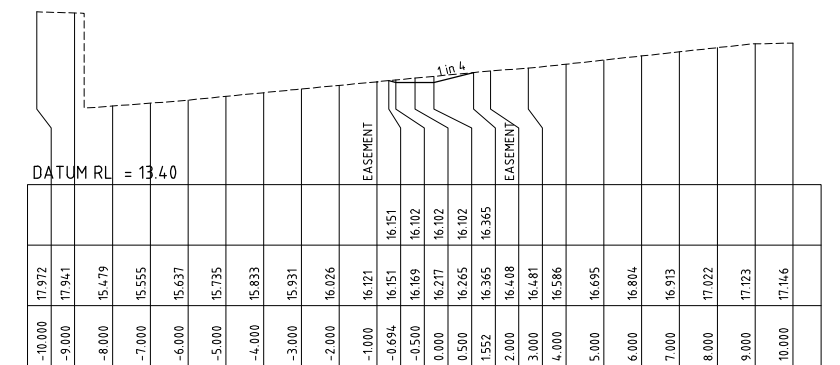 1 in 4
EASEMENT
EASEMENT
DATUM RL = 13.40
16.151 16.102 16.102 16.102 16.365
17.972 17.941 15.479 15.555 15.637 15.735 15.833 15.931 16.026 16.121 16.151 16.169 16.217 16.265 16.365 16.408 16.481 16.586 16.695 16.804 16.913 17.022 17.123 17.146
-10.000 -9.000 -8.000 -7.000 -6.000 -5.000 -4.000 -3.000 -2.000 -1.000 -0.694 -0.500 0.000 0.500 1.552 2.000 3.000 4.000 5.000 6.000 7.000 8.000 9.000 10.000